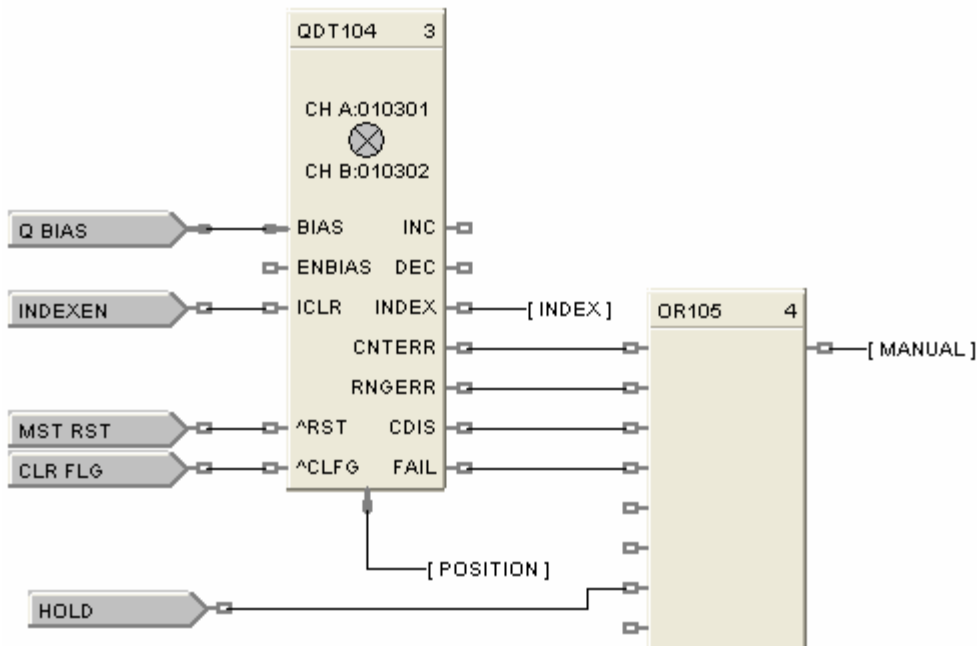 QDT104 3
CH A:010301
CH B:010302
Q BIAS
BIAS INC
ENBIAS DEC
INDEXEN
ICLR INDEX
[ INDEX ]
OR105 4
CNTERR
[ MANUAL ]
RNGERR
MST RST
^RST CDIS
CLR FLG
^CLFG FAIL
[ POSITION ]
HOLD